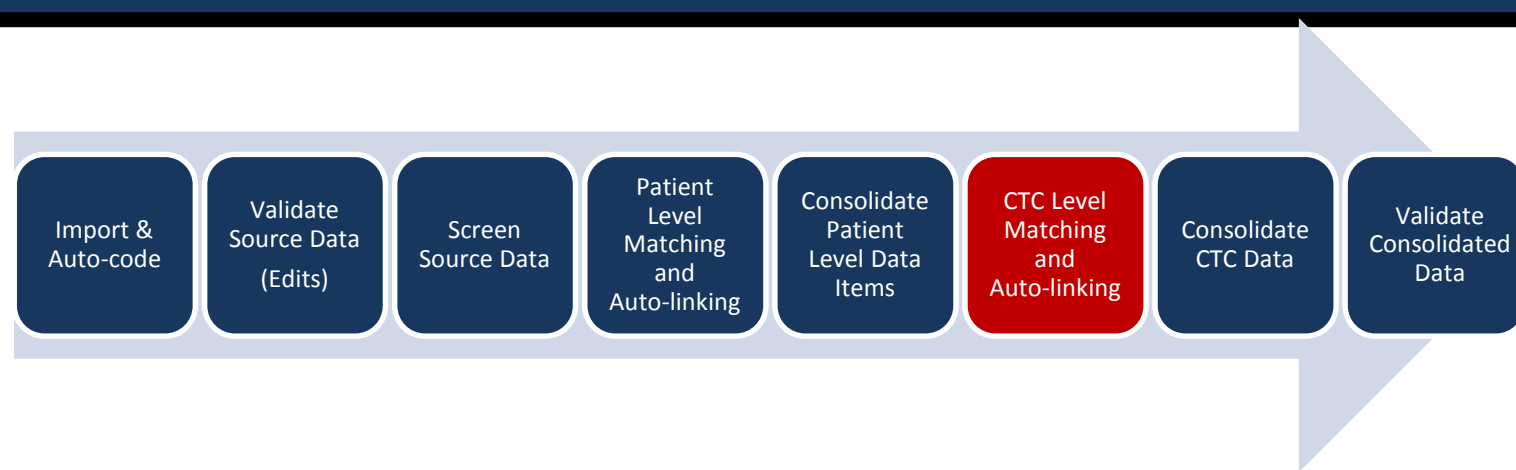 Import &
Auto-code
Validate
Source Data
(Edits)
Screen
Source Data
Patient
Level
Matching
and
Auto-linking
Consolidate
Patient
Level Data
Items
CTC Level
Matching
and
Auto-linking
Consolidate
CTC Data
Validate
Consolidated
Data